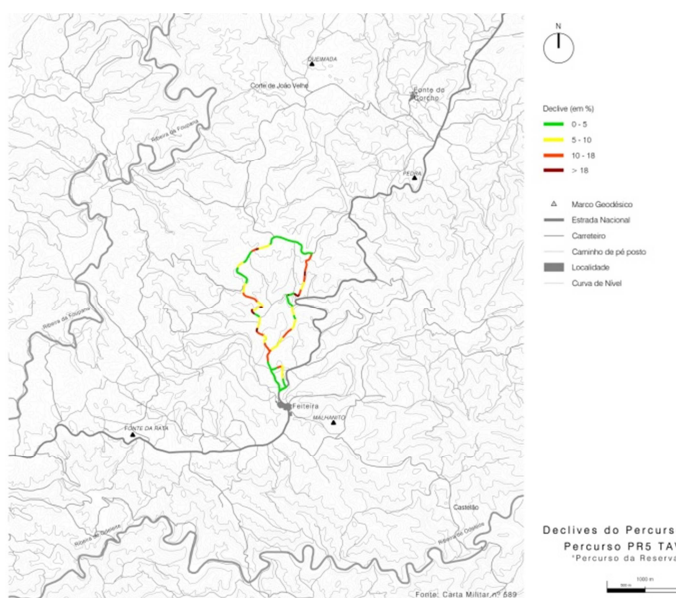 QUEIMADA
Corte de João Velho
Fonte do
Corcho
Ribeira da Foupana
PEDRA
Ribeira da Foupana
Feiteira
MALHANITO
FONTE DA RATA
Castelão
Ribeira de Odeleite
Ribeira de Odeleite
Fonte: Carta Militar nº 589
N
Declive (em %)
0 - 5
5 - 10
10 - 18
> 18
Marco Geodésico
Estrada Nacional
Carreteiro
Caminho de pé posto
Localidade
Curva de Nível
Declives do Percurs
Percurso PR5 TA
"Percurso da Reserva
1000 m